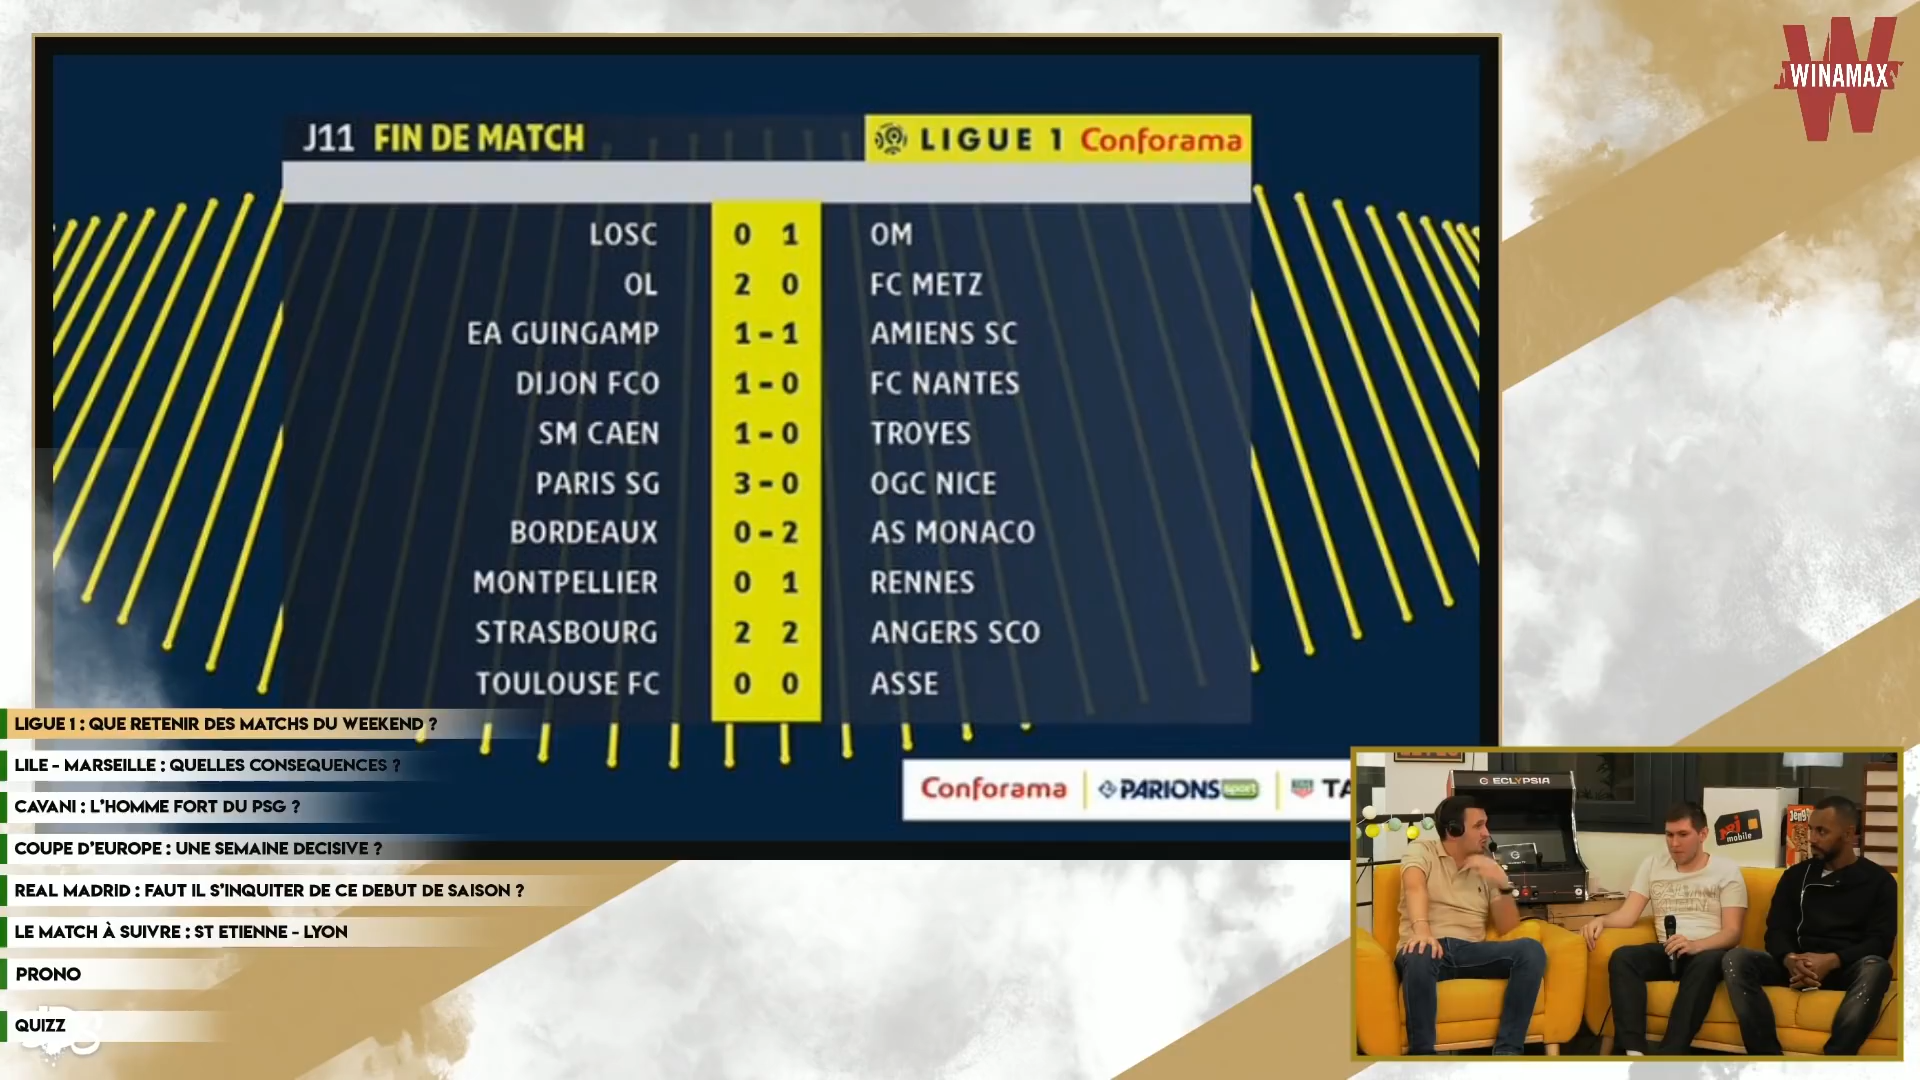 WINAMAX
J11 FIN DE MATCH
LIGUE 1 Conforama
LOSC 0 1 OM
OL 2 0 FC METZ
EA GUINGAMP 1 - 1 AMIENS SC
DIJON FCO 1 - 0 FC NANTES
SM CAEN 1 - 0 TROYES
PARIS SG 3 - 0 OGC NICE
BORDEAUX 0 - 2 AS MONACO
MONTPELLIER 0 1 RENNES
STRASBOURG 2 2 ANGERS SCO
TOULOUSE FC 0 0 ASSE
Conforama PARIONS sport TA
LIGUE 1 : QUE RETENIR DES MATCHS DU WEEKEND ?
LILE - MARSEILLE : QUELLES CONSEQUENCES ?
CAVANI : L'HOMME FORT DU PSG ?
COUPE D'EUROPE : UNE SEMAINE DECISIVE ?
REAL MADRID : FAUT IL S'INQUITER DE CE DEBUT DE SAISON ?
LE MATCH À SUIVRE : ST ETIENNE - LYON
PRONO
QUIZZ
ECLYPSIA
NRJ
mobile